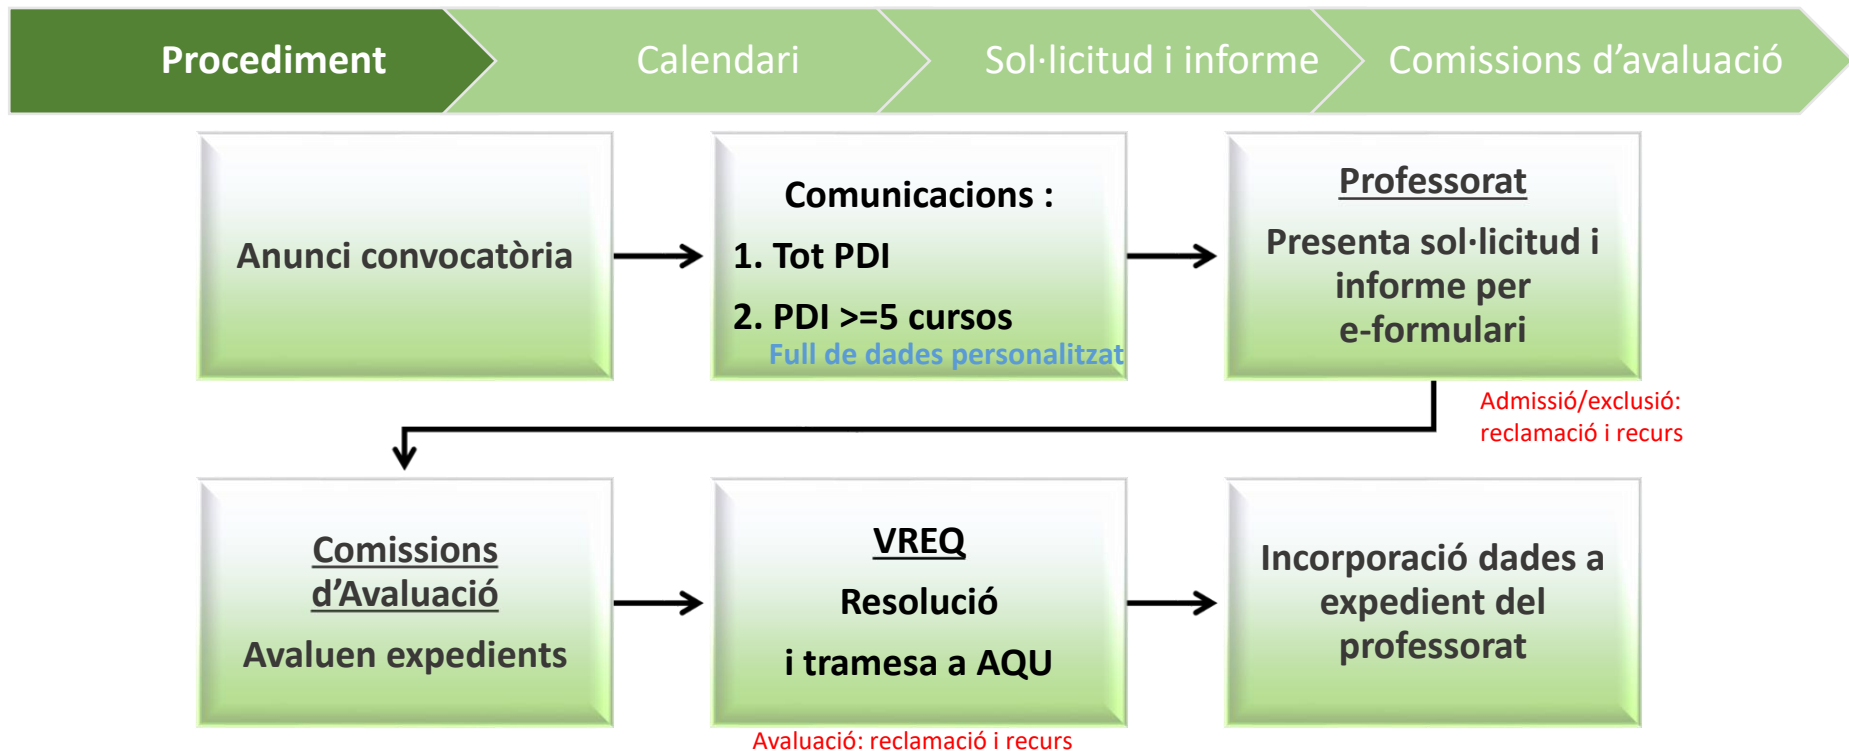 Procediment
Calendari
Sol·licitud i informe
Comissions d’avaluació
Anunci convocatòria
Comunicacions :
1. Tot PDI
2. PDI >=5 cursos
Full de dades personalitzat
Professorat
Presenta sol·licitud i
informe per
e-formulari
Admissió/exclusió:
reclamació i recurs
Comissions
d’Avaluació
Avaluen expedients
VREQ
Resolució
i tramesa a AQU
Avaluació: reclamació i recurs
Incorporació dades a
expedient del
professorat